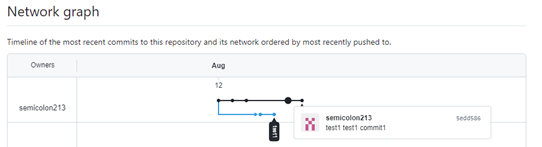 Network graph
Timeline of the most recent commits to this repository and its network ordered by most recently pushed to.
Owners
Aug
12
semicolon213
semicolon213
5edd586
test1 test1 commit1
test1